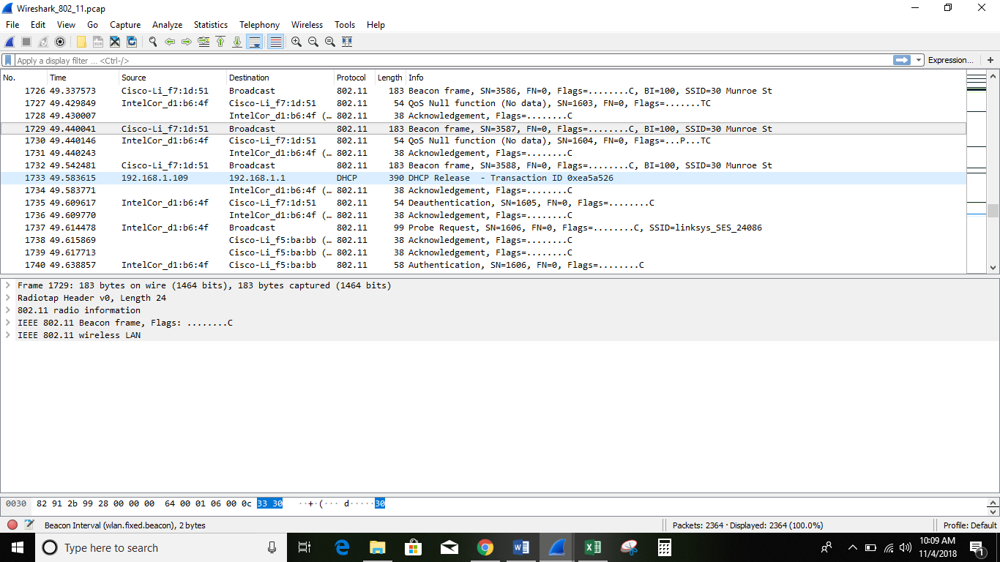 Wireshark_802_11.pcap
File Edit View Go Capture Analyze Statistics Telephony Wireless Tools Help
Apply a display filter ... <Ctrl-/> Expression... +
No. Time Source Destination Protocol Length Info
1726 49.337573 Cisco-Li_f7:1d:51 Broadcast 802.11 183 Beacon frame, SN=3586, FN=0, Flags=........C, BI=100, SSID=30 Munroe St
1727 49.429849 IntelCor_d1:b6:4f Cisco-Li_f7:1d:51 802.11 54 QoS Null function (No data), SN=1603, FN=0, Flags=.......TC
1728 49.430007 IntelCor_d1:b6:4f (… 802.11 38 Acknowledgement, Flags=........C
1729 49.440041 Cisco-Li_f7:1d:51 Broadcast 802.11 183 Beacon frame, SN=3587, FN=0, Flags=........C, BI=100, SSID=30 Munroe St
1730 49.440146 IntelCor_d1:b6:4f Cisco-Li_f7:1d:51 802.11 54 QoS Null function (No data), SN=1604, FN=0, Flags=...P...TC
1731 49.440243 IntelCor_d1:b6:4f (… 802.11 38 Acknowledgement, Flags=........C
1732 49.542481 Cisco-Li_f7:1d:51 Broadcast 802.11 183 Beacon frame, SN=3588, FN=0, Flags=........C, BI=100, SSID=30 Munroe St
1733 49.583615 192.168.1.109 192.168.1.1 DHCP 390 DHCP Release - Transaction ID 0xea5a526
1734 49.583771 IntelCor_d1:b6:4f (… 802.11 38 Acknowledgement, Flags=........C
1735 49.609617 IntelCor_d1:b6:4f Cisco-Li_f7:1d:51 802.11 54 Deauthentication, SN=1605, FN=0, Flags=........C
1736 49.609770 IntelCor_d1:b6:4f (… 802.11 38 Acknowledgement, Flags=........C
1737 49.614478 IntelCor_d1:b6:4f Broadcast 802.11 99 Probe Request, SN=1606, FN=0, Flags=........C, SSID=linksys_SES_24086
1738 49.615869 Cisco-Li_f5:ba:bb (… 802.11 38 Acknowledgement, Flags=........C
1739 49.617713 Cisco-Li_f5:ba:bb (… 802.11 38 Acknowledgement, Flags=........C
1740 49.638857 IntelCor_d1:b6:4f Cisco-Li_f5:ba:bb 802.11 58 Authentication, SN=1606, FN=0, Flags=........C
Frame 1729: 183 bytes on wire (1464 bits), 183 bytes captured (1464 bits)
Radiotap Header v0, Length 24
802.11 radio information
IEEE 802.11 Beacon frame, Flags: ........C
IEEE 802.11 wireless LAN
0030 82 91 2b 99 28 00 00 00 64 00 01 06 00 0c 33 30 ··+·(··· d·····30
Beacon Interval (wlan.fixed.beacon), 2 bytes Packets: 2364 · Displayed: 2364 (100.0%) Profile: Default
Type here to search 10:09 AM
11/4/2018 1